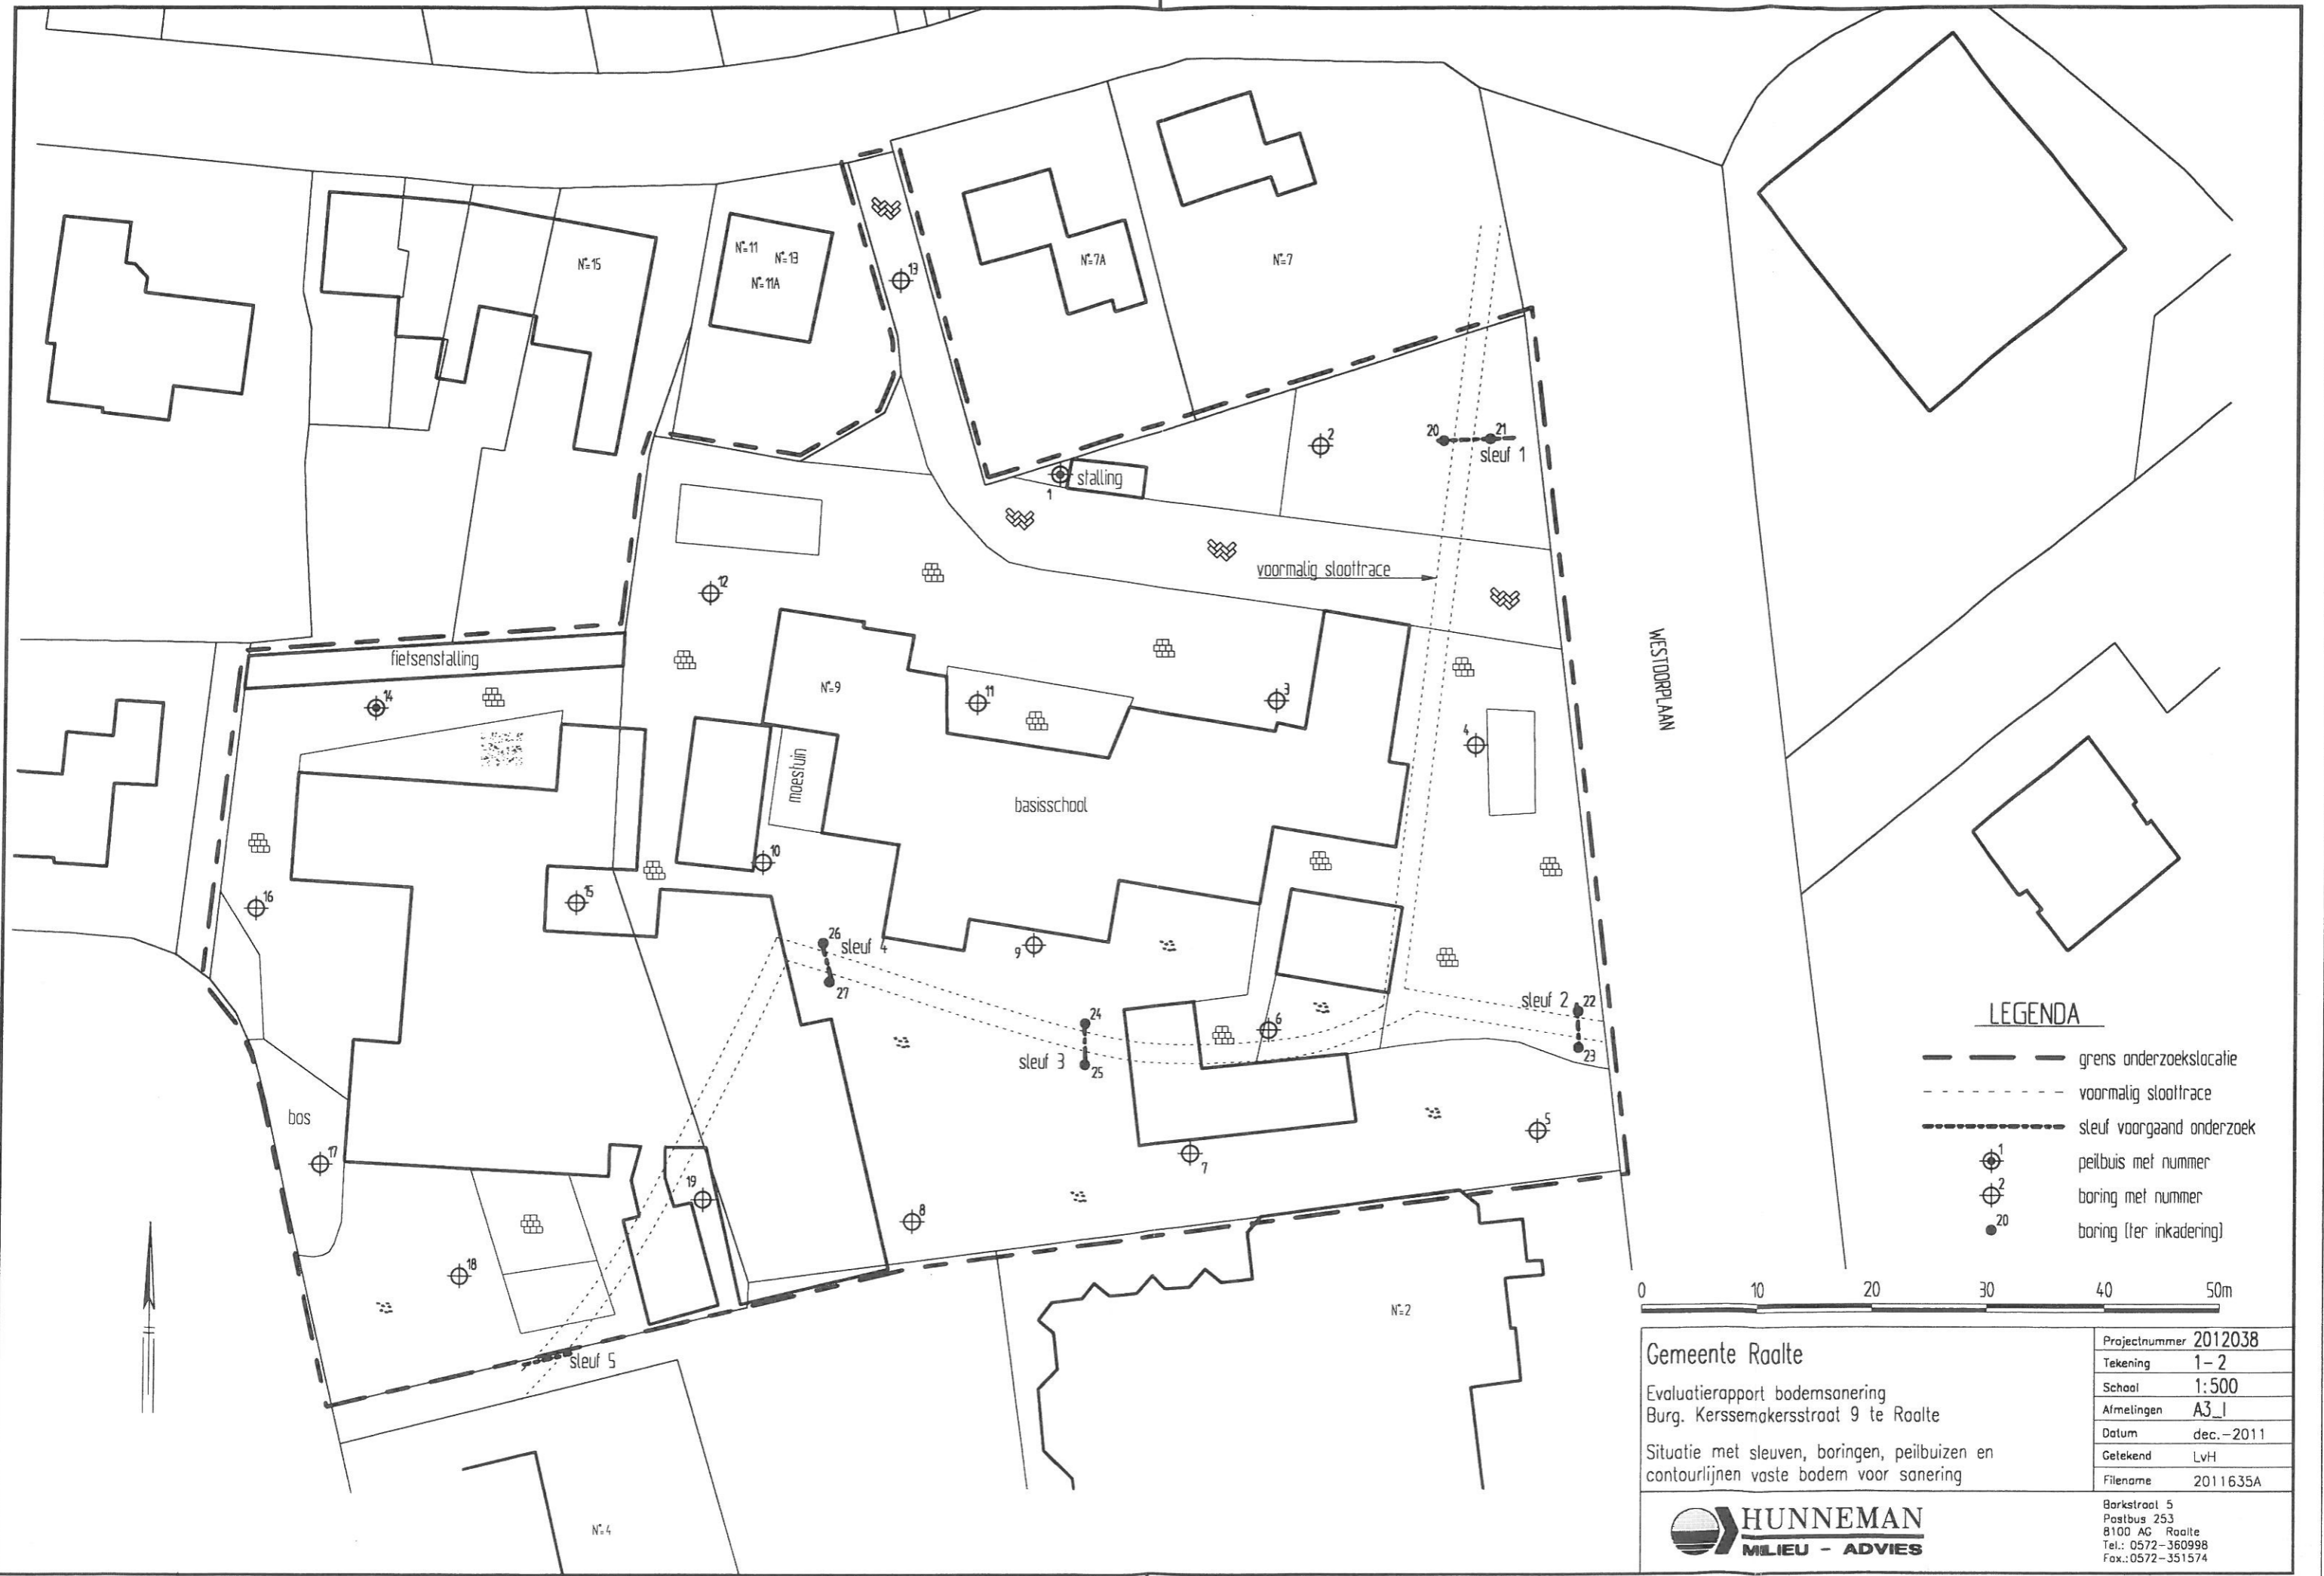 N°=15
N°=11
N°=13
N°=11A
13
N°=7A
N°=7
2
20
21
sleuf 1
1
stalling
12
voormalig sloottrace
WESTDORPLAAN
fietsenstalling
14
N°=9
11
3
4
moestuin
basisschool
10
15
16
26
sleuf 4
27
9
24
sleuf 3
25
6
sleuf 2
22
23
bos
17
5
7
19
8
18
sleuf 5
N°=2
N°=4
LEGENDA
grens onderzoekslocatie
voormalig sloottrace
sleuf voorgaand onderzoek
1
peilbuis met nummer
2
boring met nummer
20
boring (ter inkadering)
0 10 20 30 40 50m
Gemeente Raalte
Evaluatierapport bodemsanering
Burg. Kerssemakersstraat 9 te Raalte
Situatie met sleuven, boringen, peilbuizen en
contourlijnen vaste bodem voor sanering
Projectnummer 2012038
Tekening 1-2
Schaal 1:500
Afmetingen A3_l
Datum dec.-2011
Getekend LvH
Filename 2011635A
HUNNEMAN
MILIEU - ADVIES
Barkstraat 5
Postbus 253
8100 AG Raalte
Tel.: 0572-360998
Fax.: 0572-351574